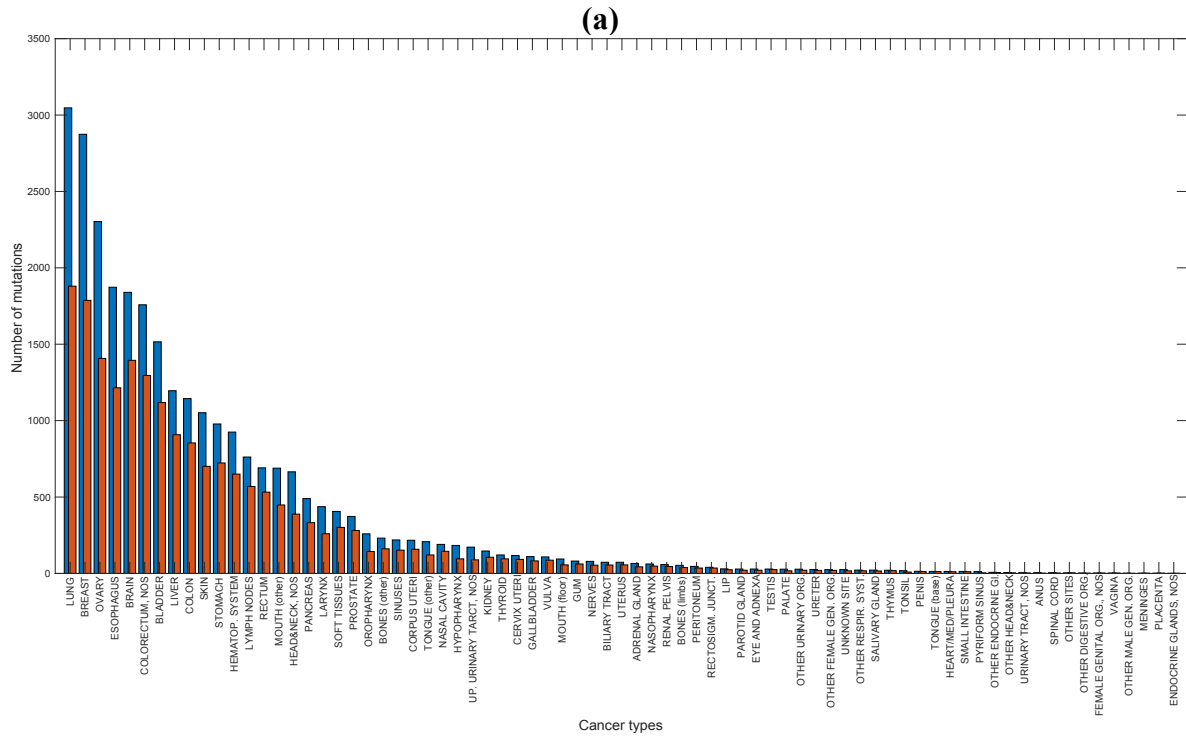 (a)
3500
3000
2500
2000
1500
1000
500
0
Number of mutations
LUNG
BREAST
OVARY
ESOPHAGUS
BRAIN
COLORECTUM, NOS
BLADDER
LIVER
COLON
SKIN
STOMACH
HEMATOP. SYSTEM
LYMPH NODES
RECTUM
MOUTH (other)
HEAD&NECK, NOS
PANCREAS
LARYNX
SOFT TISSUES
PROSTATE
OROPHARYNX
BONES (other)
SINUSES
CORPUS UTERI
TONGUE (other)
NASAL CAVITY
HYPOPHARYNX
UP. URINARY TARCT, NOS
KIDNEY
THYROID
CERVIX UTERI
GALLBLADDER
VULVA
MOUTH (floor)
GUM
NERVES
BILIARY TRACT
UTERUS
ADRENAL GLAND
NASOPHARYNX
RENAL PELVIS
BONES (limbs)
PERITONEUM
RECTOSIGM. JUNCT.
LIP
PAROTID GLAND
EYE AND ADNEXA
TESTIS
PALATE
OTHER URINARY ORG.
URETER
OTHER FEMALE GEN. ORG.
UNKNOWN SITE
OTHER RESPIR. SYST.
SALIVARY GLAND
THYMUS
TONSIL
PENIS
TONGUE (base)
HEART/MED/PLEURA
SMALL INTESTINE
PYRIFORM SINUS
OTHER ENDOCRINE GI.
OTHER HEAD&NECK
URINARY TRACT, NOS
ANUS
SPINAL CORD
OTHER SITES
OTHER DIGESTIVE ORG.
FEMALE GENITAL ORG., NOS
VAGINA
OTHER MALE GEN. ORG.
MENINGES
PLACENTA
ENDOCRINE GLANDS, NOS
Cancer types